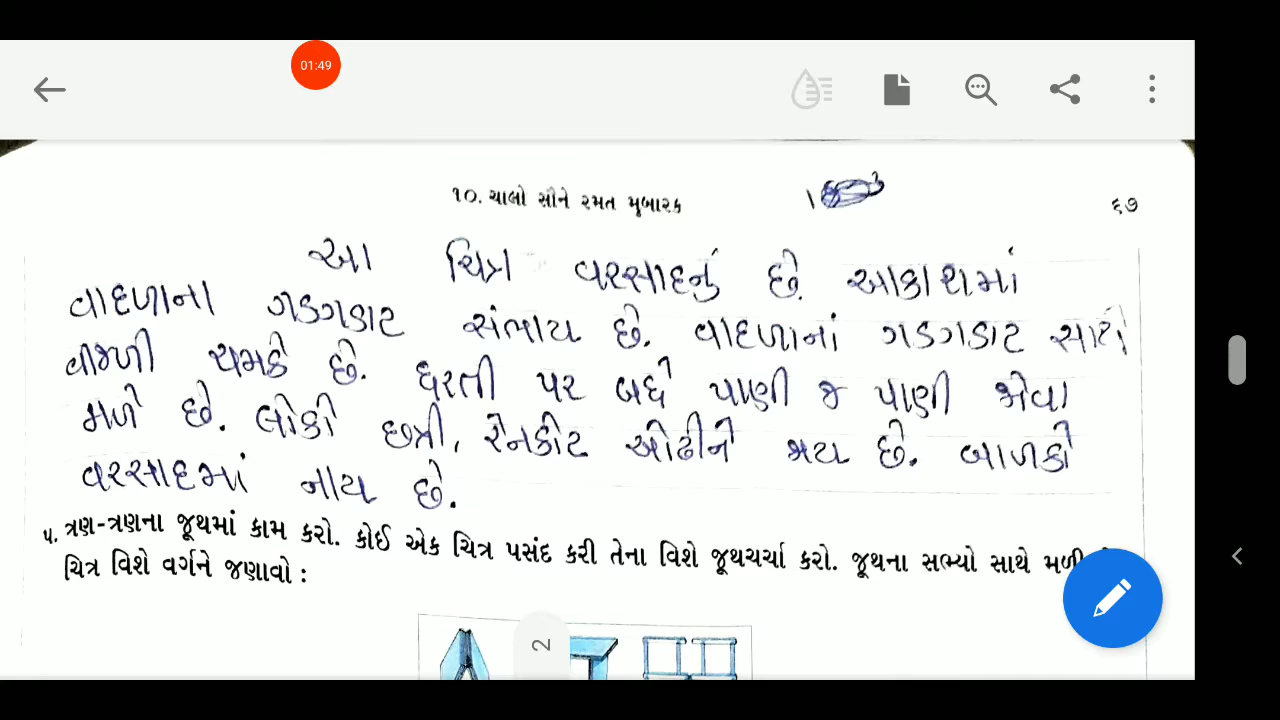 01:49
૧૦. ચાલો સૌને રમત મુબારક
૬૭
આ ચિત્ર વરસાદનું છે. આકાશમાં
વાદળાના ગડગડાટ સંભાય છે. વાદળાનાં ગડગડાટ સાથે
વીજળી ચમકે છે. ધરતી પર બધે પાણી જ પાણી જોવા
મળે છે. લોકો છત્રી, રેનકોટ ઓઢીને જાય છે. બાળકો
વરસાદમાં નાય છે.
૫. ત્રણ-ત્રણના જૂથમાં કામ કરો. કોઈ એક ચિત્ર પસંદ કરી તેના વિશે જૂથચર્ચા કરો. જૂથના સભ્યો સાથે મળી
ચિત્ર વિશે વર્ગને જણાવો :
2